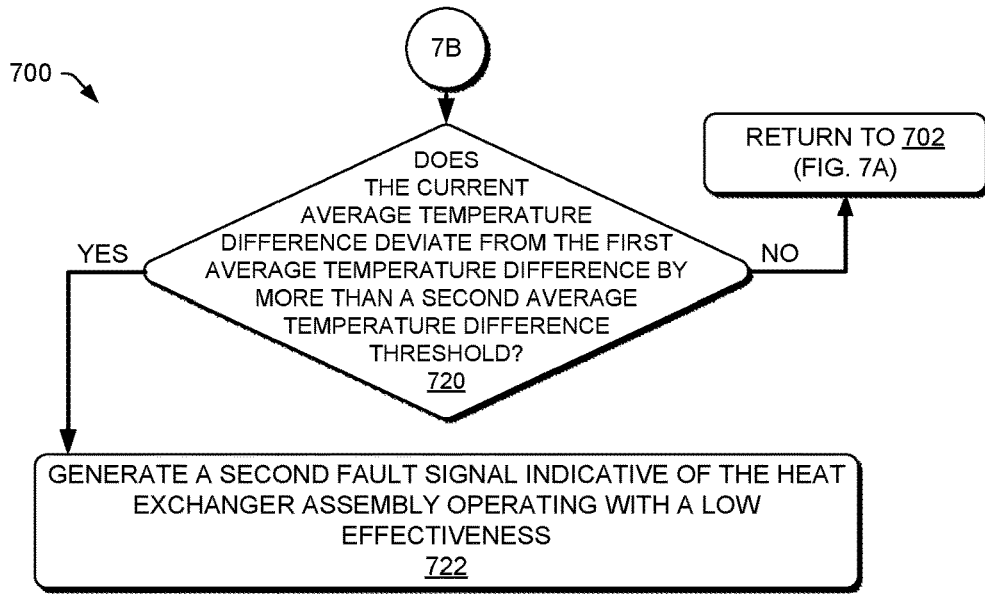 7B
700
RETURN TO 702
(FIG. 7A)
DOES
THE CURRENT
AVERAGE TEMPERATURE
DIFFERENCE DEVIATE FROM THE FIRST
AVERAGE TEMPERATURE DIFFERENCE BY
MORE THAN A SECOND AVERAGE
TEMPERATURE DIFFERENCE
THRESHOLD?
720
YES
NO
GENERATE A SECOND FAULT SIGNAL INDICATIVE OF THE HEAT
EXCHANGER ASSEMBLY OPERATING WITH A LOW
EFFECTIVENESS
722